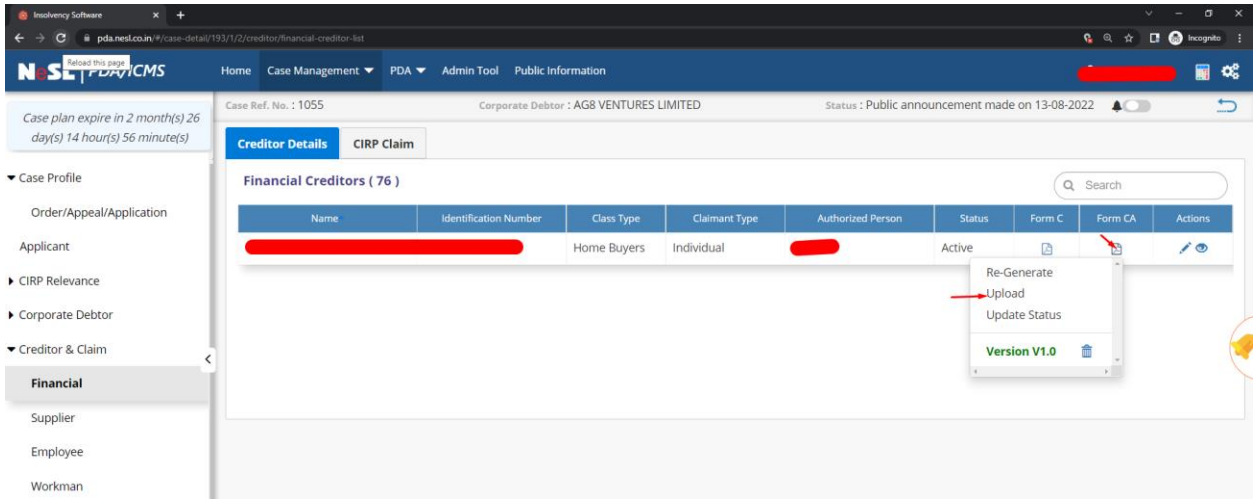 Insolvency Software
pda.nesl.co.in/#/case-detail/193/1/2/creditor/financial-creditor-list
Incognito
Reload this page
NeSL | PDA/ICMS
Home Case Management PDA Admin Tool Public Information
Case plan expire in 2 month(s) 26
day(s) 14 hour(s) 56 minute(s)
Case Ref. No. : 1055 Corporate Debtor : AG8 VENTURES LIMITED Status : Public announcement made on 13-08-2022
Creditor Details CIRP Claim
Case Profile
Order/Appeal/Application
Applicant
CIRP Relevance
Corporate Debtor
Creditor & Claim
Financial
Supplier
Employee
Workman
Financial Creditors ( 76 )
Search
Name Identification Number Class Type Claimant Type Authorized Person Status Form C Form CA Actions
Home Buyers Individual Active
Re-Generate
Upload
Update Status
Version V1.0